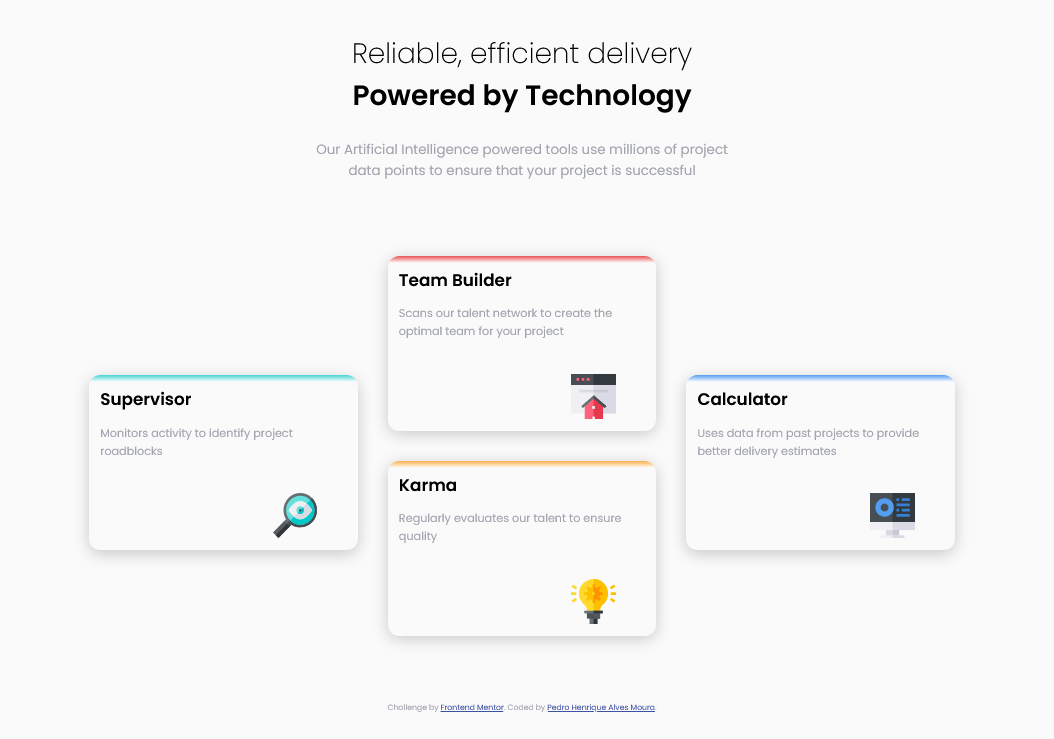 Reliable, efficient delivery
Powered by Technology
Our Artificial Intelligence powered tools use millions of project
data points to ensure that your project is successful
Supervisor
Monitors activity to identify project
roadblocks
Team Builder
Scans our talent network to create the
optimal team for your project
Karma
Regularly evaluates our talent to ensure
quality
Calculator
Uses data from past projects to provide
better delivery estimates
Challenge by Frontend Mentor. Coded by Pedro Henrique Alves Moura.